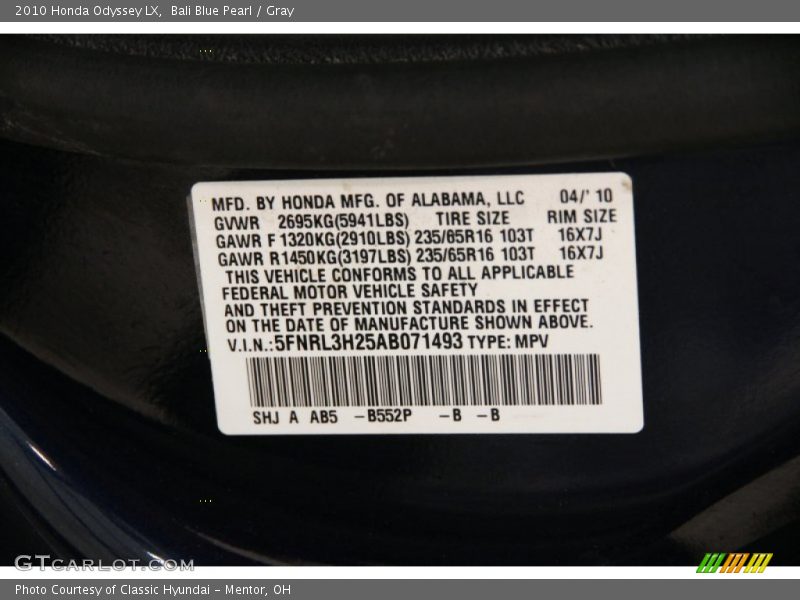 2010 Honda Odyssey LX,  Bali Blue Pearl / Gray
MFD. BY HONDA MFG. OF ALABAMA, LLC 04/' 10
GVWR 2695KG(5941LBS) TIRE SIZE RIM SIZE
GAWR F 1320KG(2910LBS) 235/65R16 103T 16X7J
GAWR R1450KG(3197LBS) 235/65R16 103T 16X7J
THIS VEHICLE CONFORMS TO ALL APPLICABLE
FEDERAL MOTOR VEHICLE SAFETY
AND THEFT PREVENTION STANDARDS IN EFFECT
ON THE DATE OF MANUFACTURE SHOWN ABOVE.
V.I.N.:5FNRL3H25AB071493 TYPE: MPV
SHJ A AB5 -B552P -B -B
GTCARLOT.COM
Photo Courtesy of Classic Hyundai - Mentor, OH